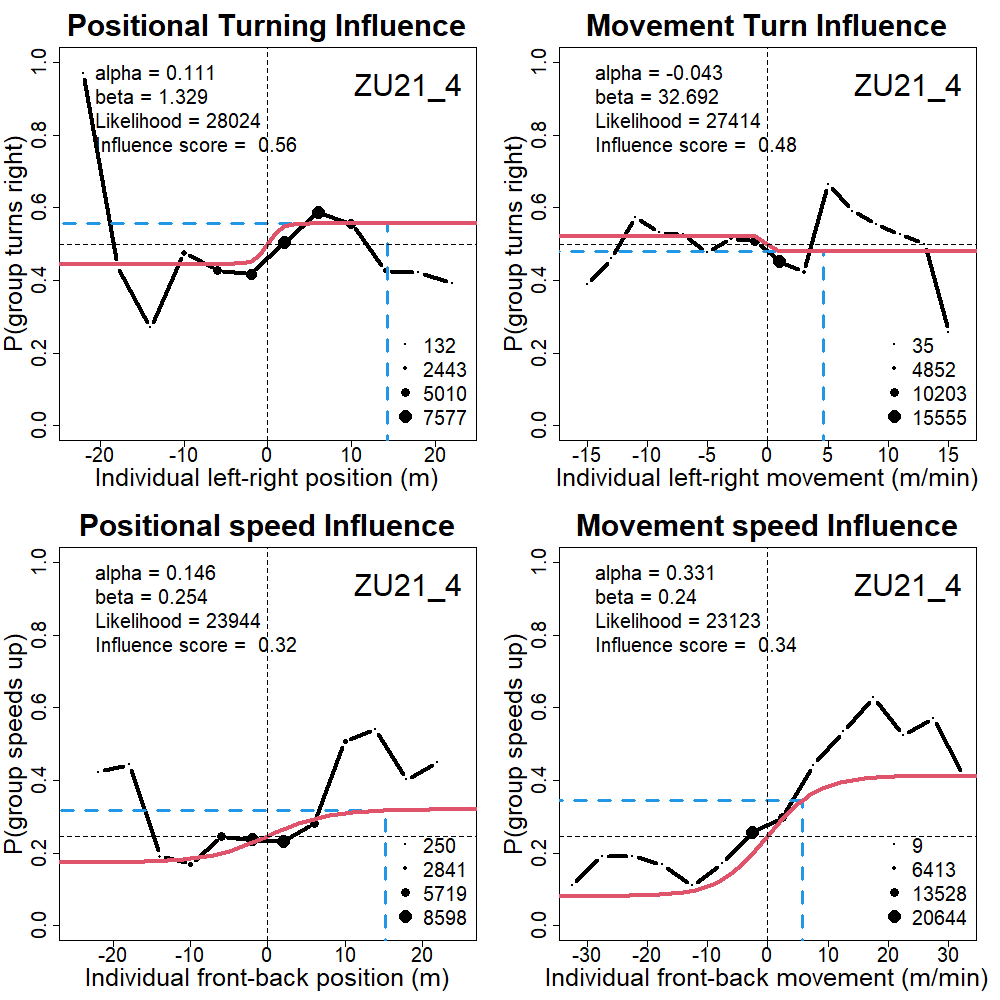 Positional Turning Influence
P(group turns right)
1.0
0.8
0.6
0.4
0.2
0.0
alpha = 0.111
beta = 1.329
Likelihood = 28024
Influence score = 0.56
ZU21_4
132
2443
5010
7577
-20 -10 0 10 20
Individual left-right position (m)
Movement Turn Influence
P(group turns right)
1.0
0.8
0.6
0.4
0.2
0.0
alpha = -0.043
beta = 32.692
Likelihood = 27414
Influence score = 0.48
ZU21_4
35
4852
10203
15555
-15 -10 -5 0 5 10 15
Individual left-right movement (m/min)
Positional speed Influence
P(group speeds up)
1.0
0.8
0.6
0.4
0.2
0.0
alpha = 0.146
beta = 0.254
Likelihood = 23944
Influence score = 0.32
ZU21_4
250
2841
5719
8598
-20 -10 0 10 20
Individual front-back position (m)
Movement speed Influence
P(group speeds up)
1.0
0.8
0.6
0.4
0.2
0.0
alpha = 0.331
beta = 0.24
Likelihood = 23123
Influence score = 0.34
ZU21_4
9
6413
13528
20644
-30 -20 -10 0 10 20 30
Individual front-back movement (m/min)